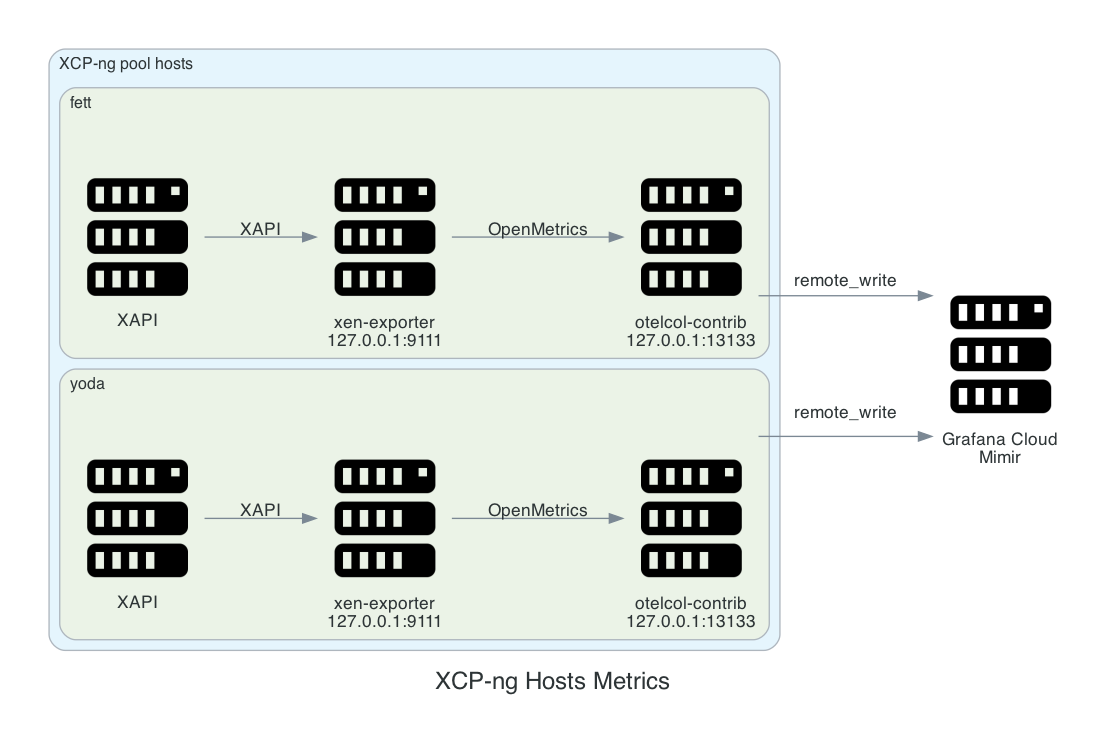 XCP-ng pool hosts
fett
XAPI
OpenMetrics
XAPI
xen-exporter
127.0.0.1:9111
otelcol-contrib
127.0.0.1:13133
remote_write
yoda
XAPI
OpenMetrics
XAPI
xen-exporter
127.0.0.1:9111
otelcol-contrib
127.0.0.1:13133
remote_write
Grafana Cloud
Mimir
XCP-ng Hosts Metrics